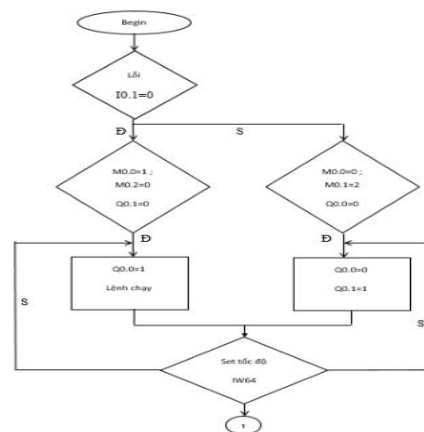 Begin
Lỗi
I0.1=0
Đ
S
M0.0=1 ;
M0.2=0
Q0.1=0
M0.0=0 ;
M0.1=2
Q0.0=0
Đ
Đ
Q0.0=1
Lệnh chạy
Q0.0=0
Q0.1=1
S
S
Set tốc độ
IW64
1